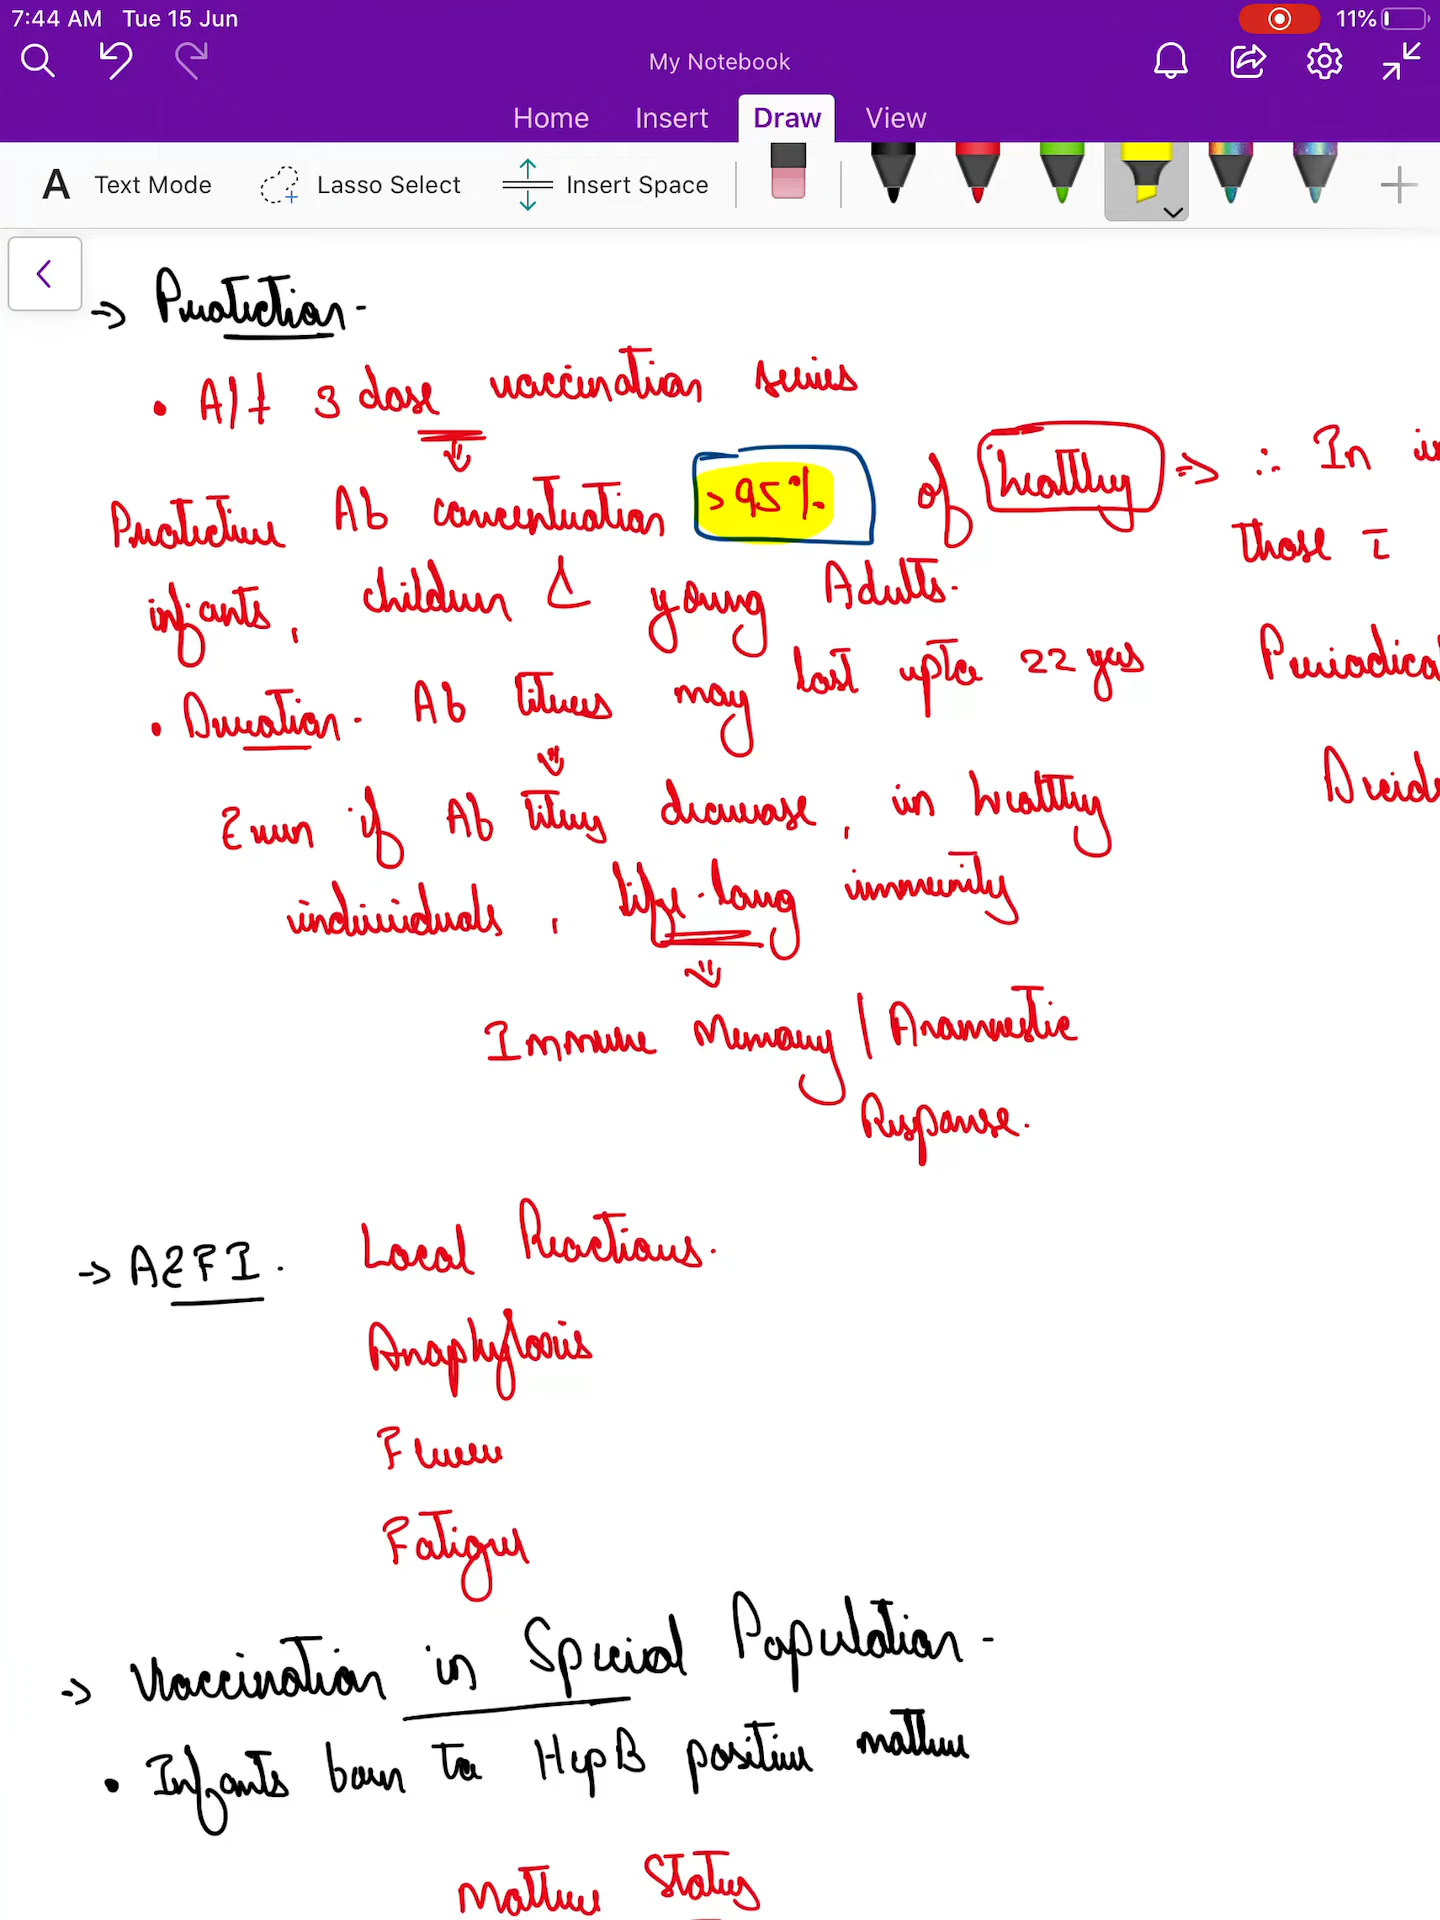 7:44 AM Tue 15 Jun
11%
My Notebook
Home Insert Draw View
A Text Mode Lasso Select Insert Space
→ Protection -
• A/f 3 dose vaccination series
Protective Ab concentration >95% of healthy ⇒ ∴ In
those c̄
infants, children & young Adults.
• Duration - Ab titres may last upto 22 yrs
Even if Ab titres decrease, in healthy
individuals, life-long immunity
Immune Memory / Anamnestic
Response.
→ AEFI. Local Reactions.
Anaphylaxis
Fever
Fatigue
→ Vaccination in Special Population -
• Infants born to HepB positive mother
Mother Status